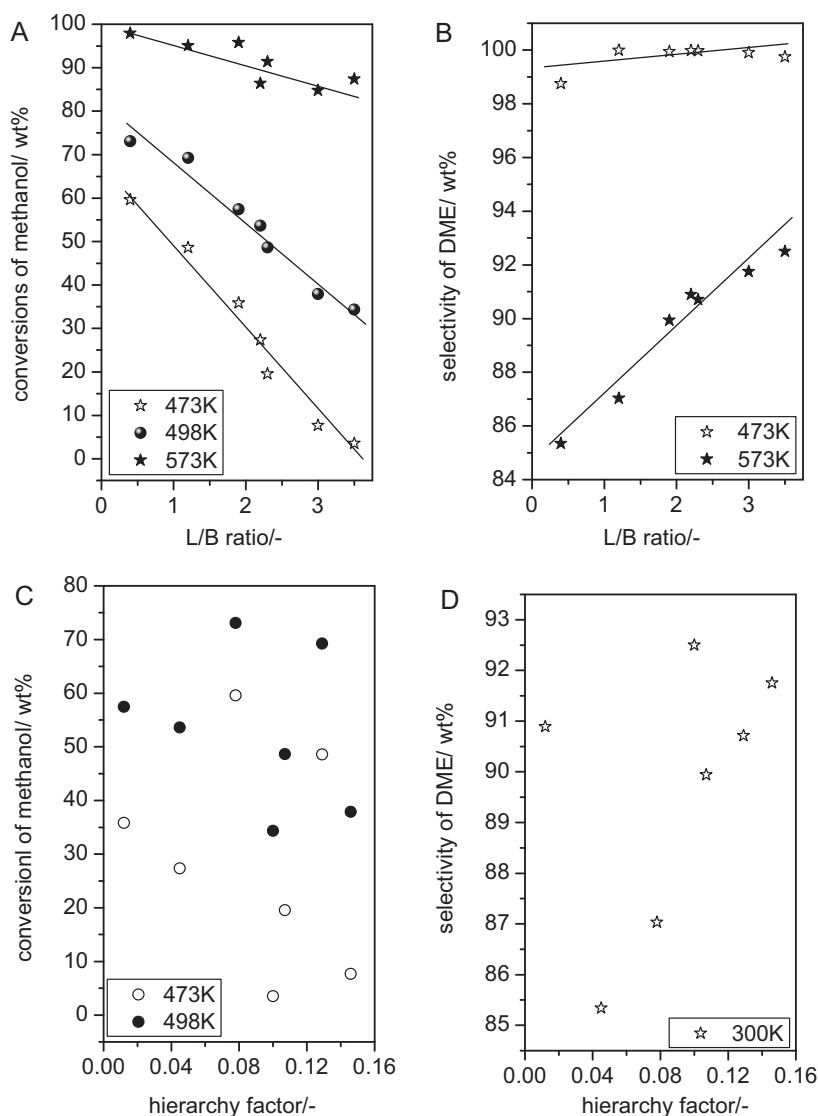 A
100
90
80
70
60
50
40
30
20
10
0
conversions of methanol/ wt%
473K
498K
573K
0
1
2
3
L/B ratio/-
B
100
98
96
94
92
90
88
86
84
selectivity of DME/ wt%
473K
573K
0
1
2
3
L/B ratio/-
C
80
70
60
50
40
30
20
10
0
conversionl of methanol/ wt%
473K
498K
0.00
0.04
0.08
0.12
0.16
hierarchy factor/-
D
93
92
91
90
89
88
87
86
85
selectivity of DME/ wt%
300K
0.00
0.04
0.08
0.12
0.16
hierarchy factor/-